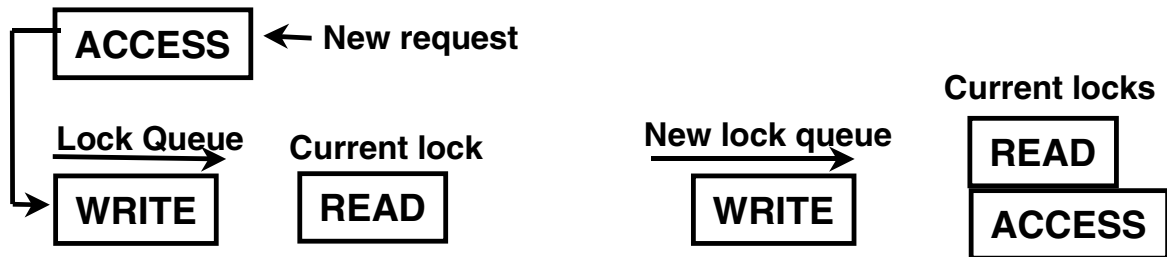 ACCESS
New request
Lock Queue
Current lock
WRITE
READ
New lock queue
Current locks
WRITE
READ
ACCESS